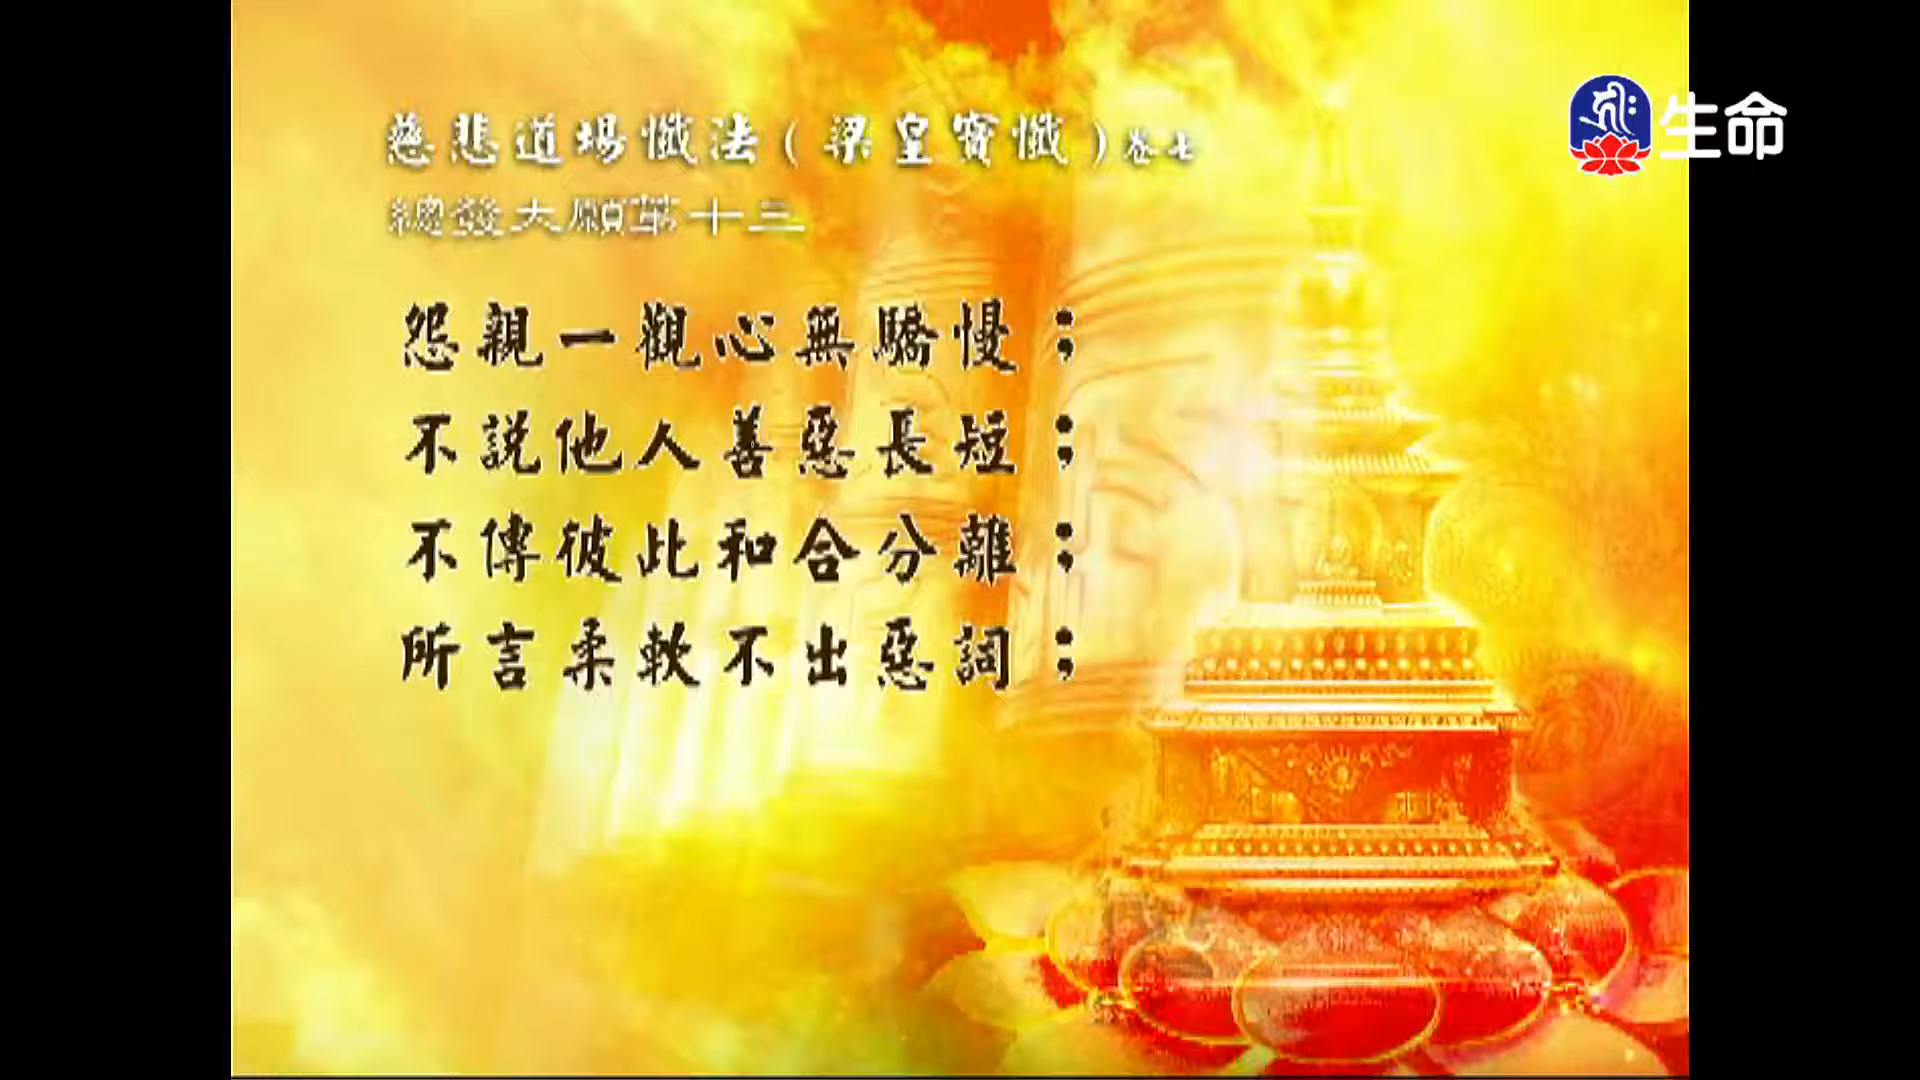 慈悲道場懺法(梁皇寶懺)卷七
生命
總發大願第十三
怨親一觀心無驕慢；
不說他人善惡長短；
不傳彼此和合分離；
所言柔軟不出惡詞；